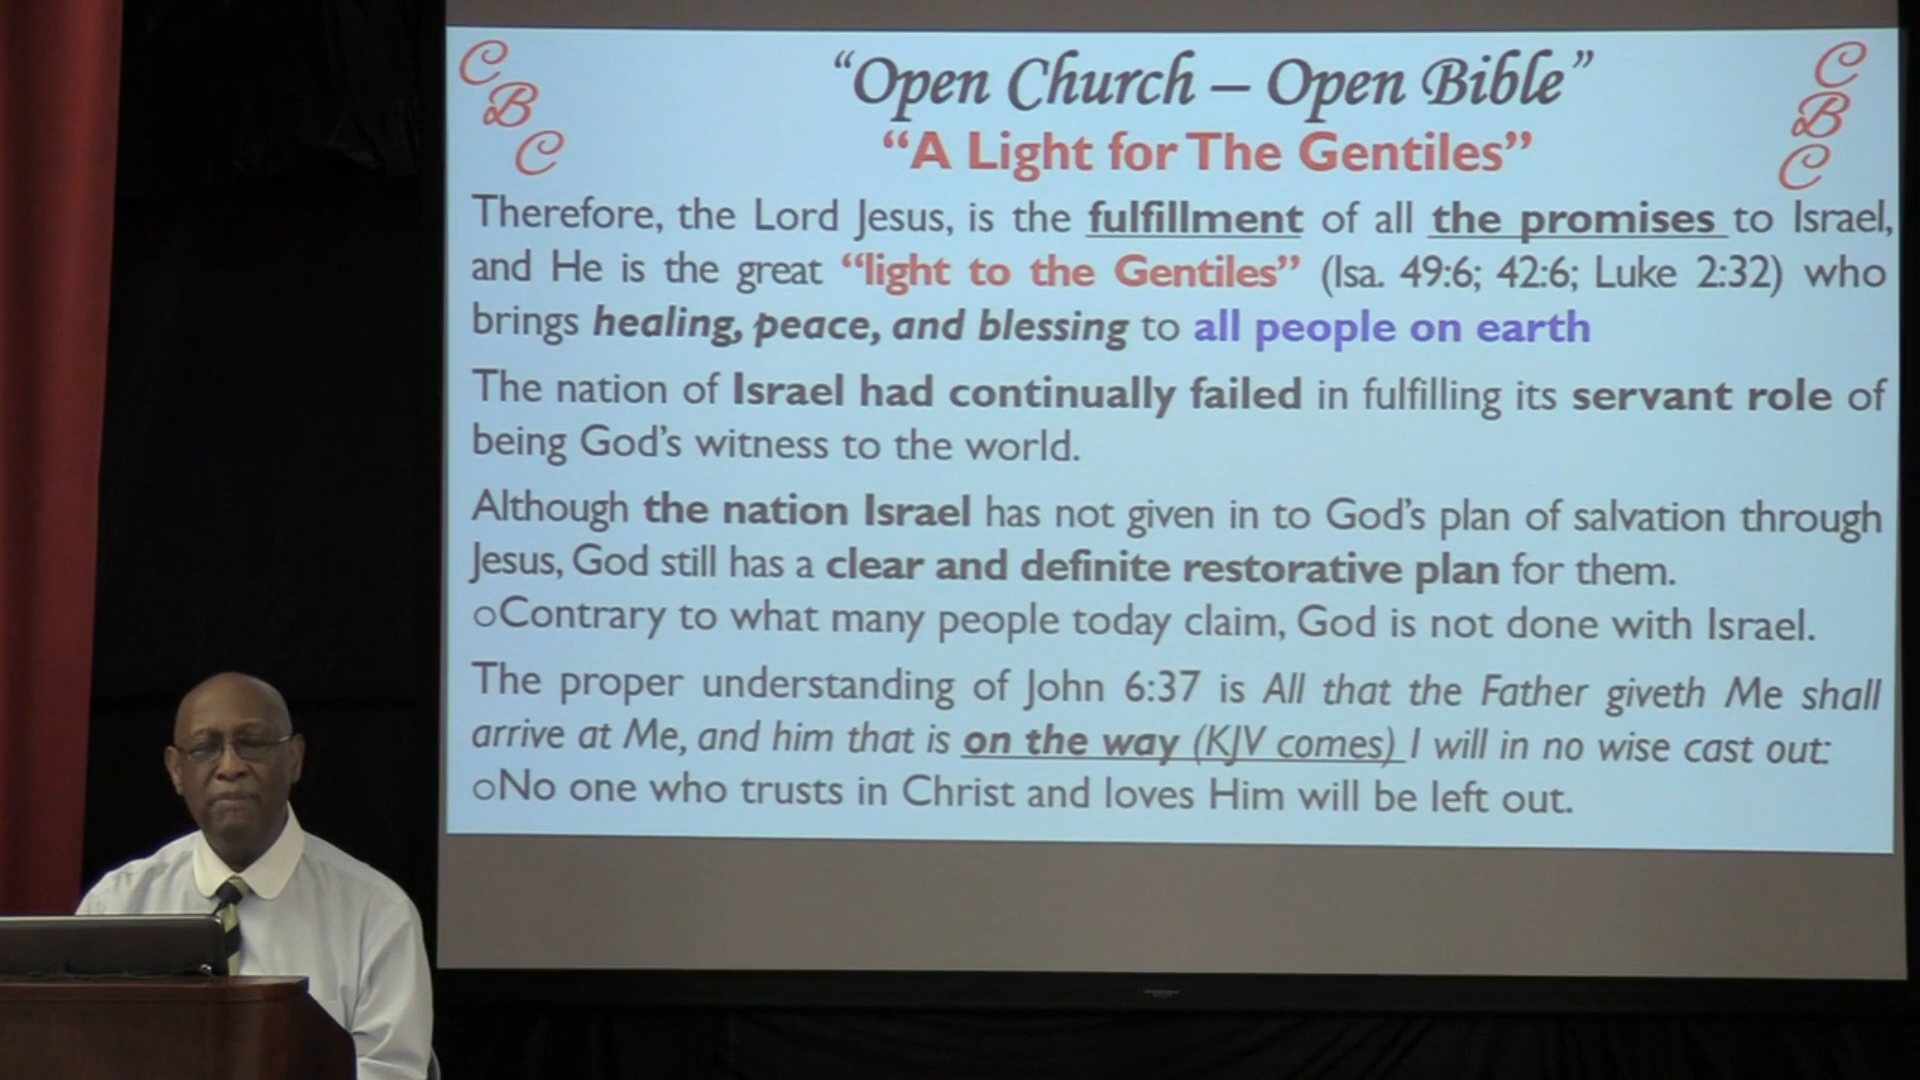 C B C
“Open Church – Open Bible”
C B C
“A Light for The Gentiles”
Therefore, the Lord Jesus, is the fulfillment of all the promises to Israel,
and He is the great “light to the Gentiles” (Isa. 49:6; 42:6; Luke 2:32) who
brings healing, peace, and blessing to all people on earth
The nation of Israel had continually failed in fulfilling its servant role of
being God’s witness to the world.
Although the nation Israel has not given in to God’s plan of salvation through
Jesus, God still has a clear and definite restorative plan for them.
oContrary to what many people today claim, God is not done with Israel.
The proper understanding of John 6:37 is All that the Father giveth Me shall
arrive at Me, and him that is on the way (KJV comes) I will in no wise cast out:
oNo one who trusts in Christ and loves Him will be left out.